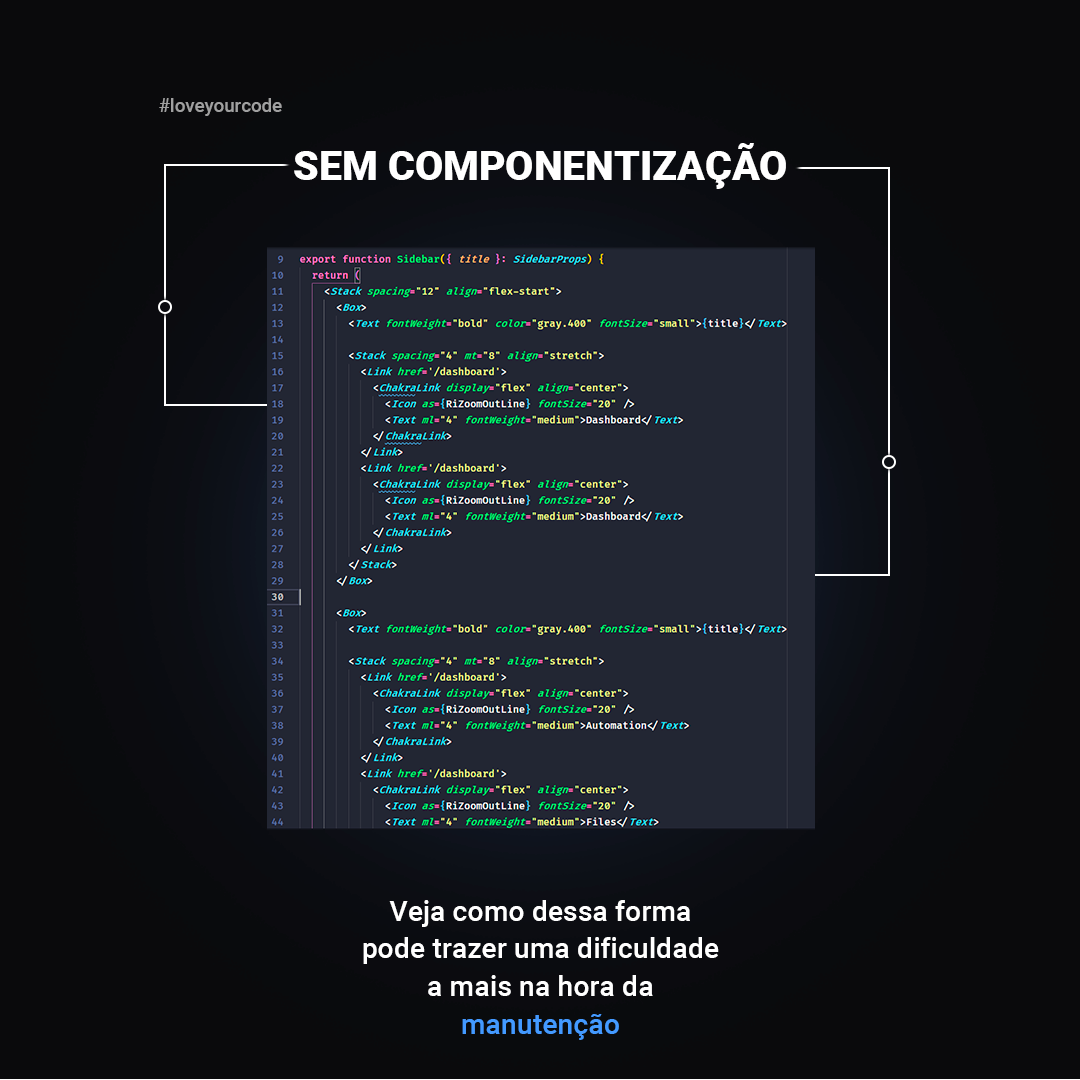 #loveyourcode
SEM COMPONENTIZAÇÃO
9 export function Sidebar({ title }: SidebarProps) {
10 return (
11 <Stack spacing="12" align="flex-start">
12 <Box>
13 <Text fontWeight="bold" color="gray.400" fontSize="small">{title}</Text>
14
15 <Stack spacing="4" mt="8" align="stretch">
16 <Link href='/dashboard'>
17 <ChakraLink display="flex" align="center">
18 <Icon as={RiZoomOutLine} fontSize="20" />
19 <Text ml="4" fontWeight="medium">Dashboard</Text>
20 </ChakraLink>
21 </Link>
22 <Link href='/dashboard'>
23 <ChakraLink display="flex" align="center">
24 <Icon as={RiZoomOutLine} fontSize="20" />
25 <Text ml="4" fontWeight="medium">Dashboard</Text>
26 </ChakraLink>
27 </Link>
28 </Stack>
29 </Box>
30
31 <Box>
32 <Text fontWeight="bold" color="gray.400" fontSize="small">{title}</Text>
33
34 <Stack spacing="4" mt="8" align="stretch">
35 <Link href='/dashboard'>
36 <ChakraLink display="flex" align="center">
37 <Icon as={RiZoomOutLine} fontSize="20" />
38 <Text ml="4" fontWeight="medium">Automation</Text>
39 </ChakraLink>
40 </Link>
41 <Link href='/dashboard'>
42 <ChakraLink display="flex" align="center">
43 <Icon as={RiZoomOutLine} fontSize="20" />
44 <Text ml="4" fontWeight="medium">Files</Text>
Veja como dessa forma
pode trazer uma dificuldade
a mais na hora da
manutenção